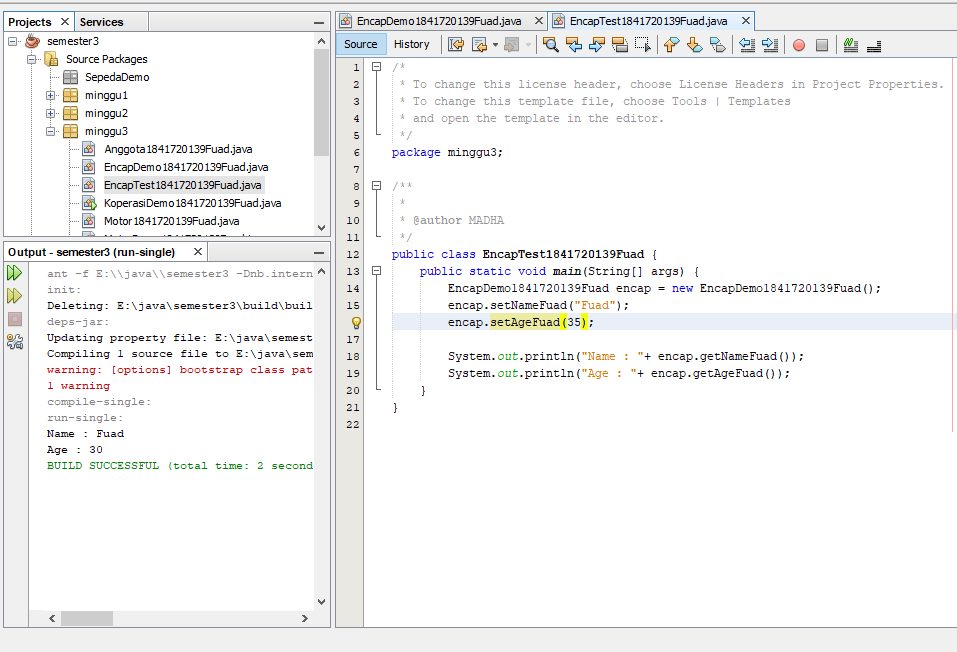 Projects
Services
semester3
Source Packages
SepedaDemo
minggu1
minggu2
minggu3
Anggota1841720139Fuad.java
EncapDemo1841720139Fuad.java
EncapTest1841720139Fuad.java
KoperasiDemo1841720139Fuad.java
Motor1841720139Fuad.java
Output - semester3 (run-single)
ant -f E:\\java\\semester3 -Dnb.intern
init:
Deleting: E:\java\semester3\build\buil
deps-jar:
Updating property file: E:\java\semest
Compiling 1 source file to E:\java\sem
warning: [options] bootstrap class pat
1 warning
compile-single:
run-single:
Name : Fuad
Age : 30
BUILD SUCCESSFUL (total time: 2 second
EncapDemo1841720139Fuad.java
EncapTest1841720139Fuad.java
Source History
1 /*
2 * To change this license header, choose License Headers in Project Properties.
3 * To change this template file, choose Tools | Templates
4 * and open the template in the editor.
5 */
6 package minggu3;
7
8 /**
9 *
10 * @author MADHA
11 */
12 public class EncapTest1841720139Fuad {
13 public static void main(String[] args) {
14 EncapDemo1841720139Fuad encap = new EncapDemo1841720139Fuad();
15 encap.setNameFuad("Fuad");
encap.setAgeFuad(35);
17
18 System.out.println("Name : "+ encap.getNameFuad());
19 System.out.println("Age : "+ encap.getAgeFuad());
20 }
21 }
22